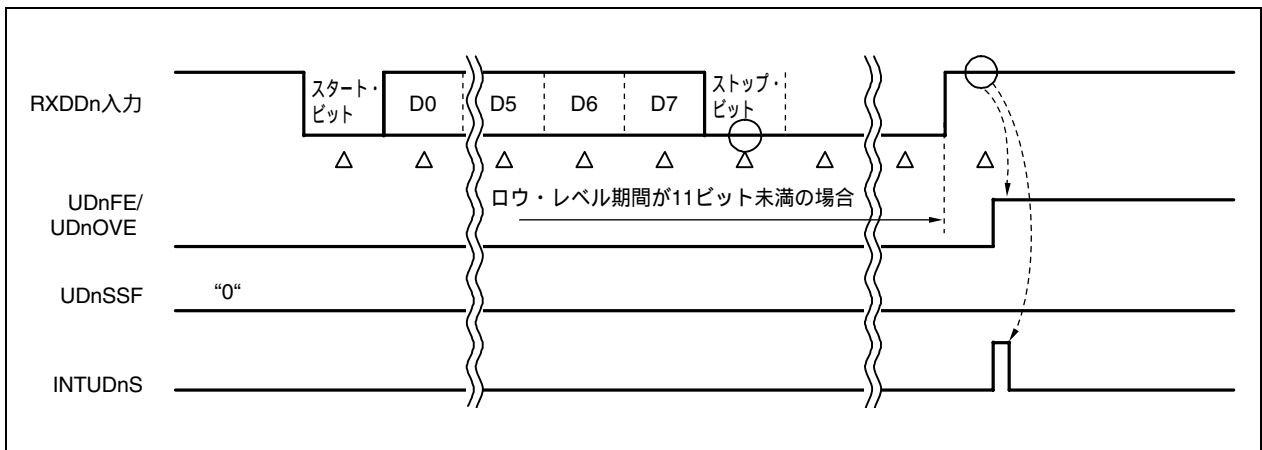 RXDDn入力
スタート・
ビット
D0
D5
D6
D7
ストップ・
ビット
ロウ・レベル期間が11ビット未満の場合
UDnFE/
UDnOVE
UDnSSF
“0“
INTUDnS